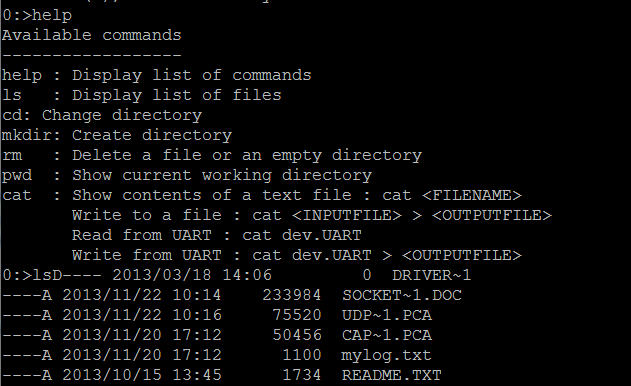 0:>help
Available commands
------------------
help : Display list of commands
ls   : Display list of files
cd: Change directory
mkdir: Create directory
rm   : Delete a file or an empty directory
pwd  : Show current working directory
cat  : Show contents of a text file : cat <FILENAME>
       Write to a file : cat <INPUTFILE> > <OUTPUTFILE>
       Read from UART : cat dev.UART
       Write from UART : cat dev.UART > <OUTPUTFILE>
0:>lsD---- 2013/03/18 14:06         0  DRIVER~1
----A 2013/11/22 10:14    233984  SOCKET~1.DOC
----A 2013/11/22 10:16     75520  UDP~1.PCA
----A 2013/11/20 17:12     50456  CAP~1.PCA
----A 2013/11/20 17:12      1100  mylog.txt
----A 2013/10/15 13:45      1734  README.TXT